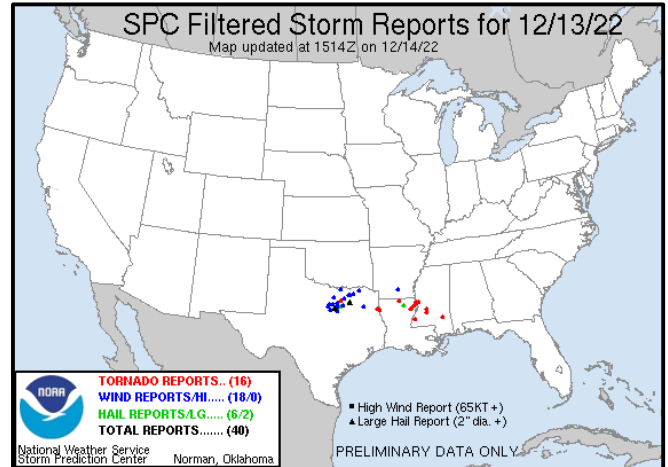 SPC Filtered Storm Reports for 12/13/22
Map updated at 1514Z on 12/14/22
NOAA
TORNADO REPORTS.. (16)
WIND REPORTS/HI..... (18/0)
HAIL REPORTS/LG..... (6/2)
TOTAL REPORTS....... (40)
National Weather Service
Storm Prediction Center Norman, Oklahoma
■ High Wind Report (65KT +)
▲ Large Hail Report (2" dia. +)
PRELIMINARY DATA ONLY